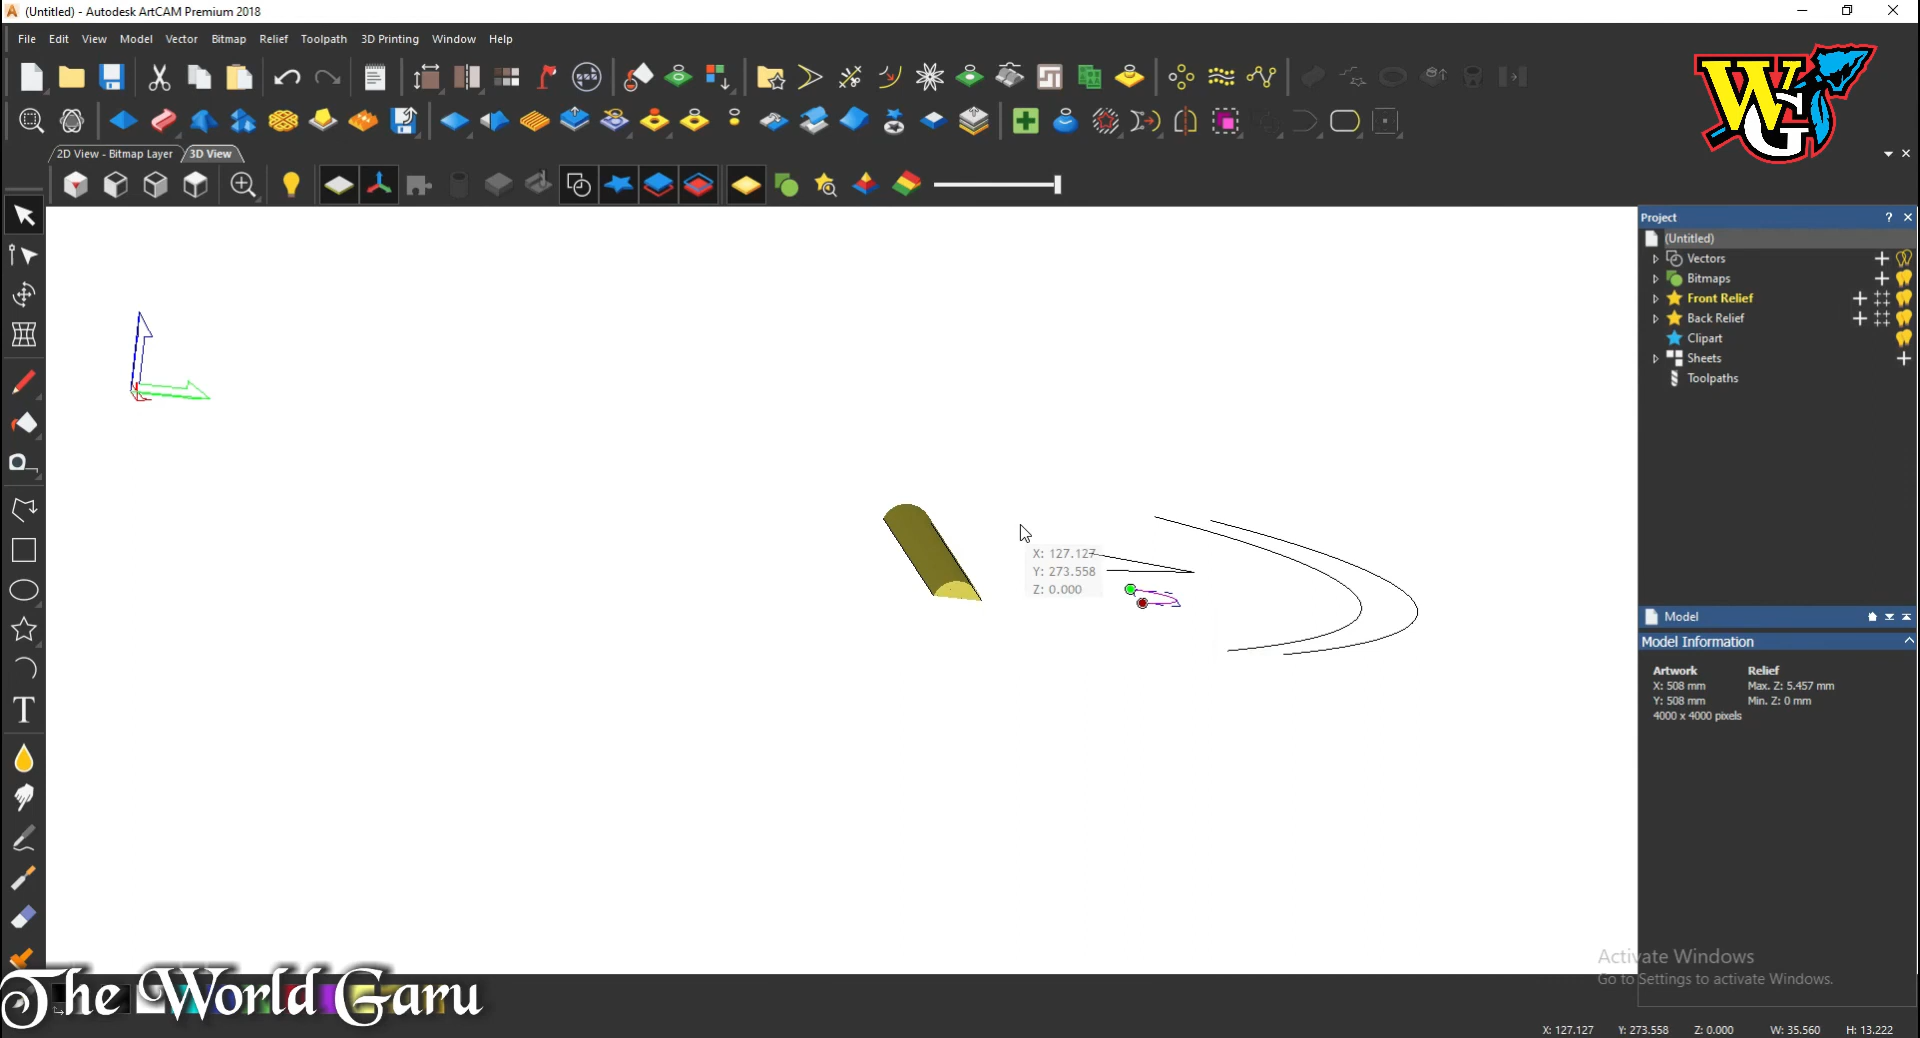 (Untitled) - Autodesk ArtCAM Premium 2018
File Edit View Model Vector Bitmap Relief Toolpath 3D Printing Window Help
WG
2D View - Bitmap Layer 3D View
Project
(Untitled)
Vectors
Bitmaps
Front Relief
Back Relief
Clipart
Sheets
Toolpaths
X: 127.127
Y: 273.558
Z: 0.000
Model
Model Information
Artwork Relief
X: 508 mm Max. Z: 5.457 mm
Y: 508 mm Min. Z: 0 mm
4000 x 4000 pixels
Activate Windows
Go to Settings to activate Windows.
The World Garu
X: 127.127 Y: 273.558 Z: 0.000 W: 35.560 H: 13.222